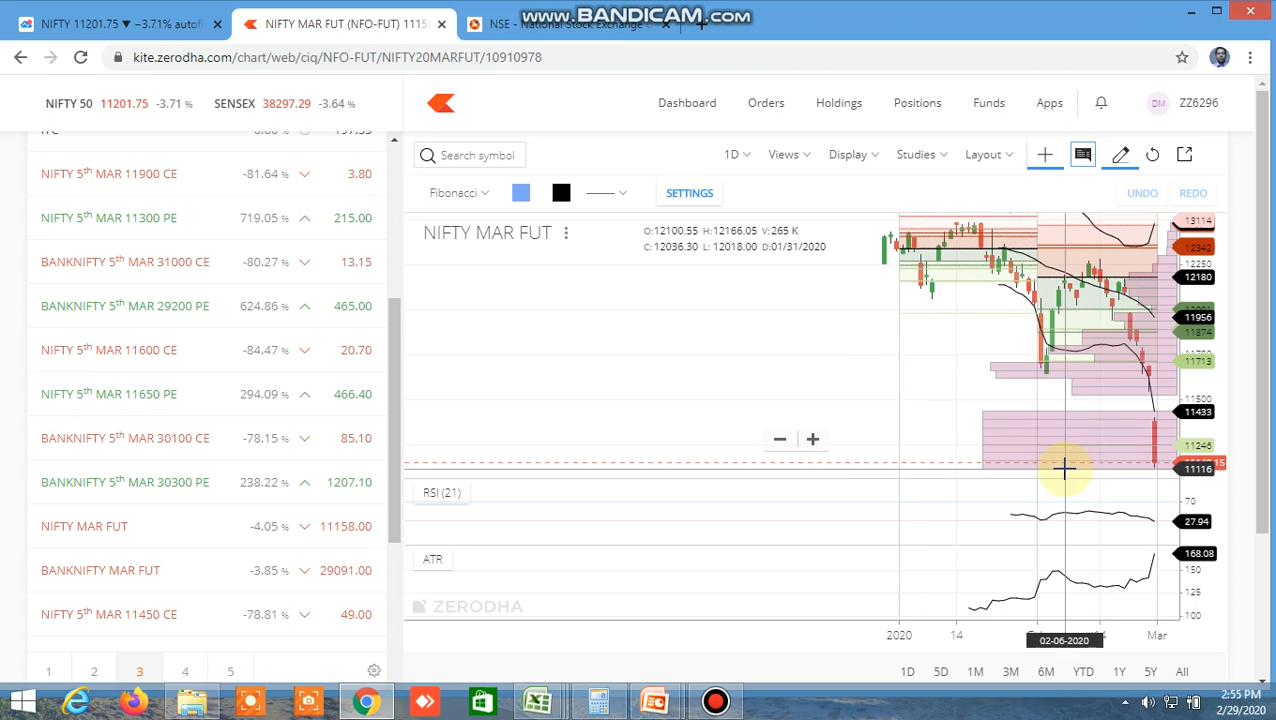 www.BANDICAM.com
NIFTY 11201.75 ▼ −3.71% autofi
NIFTY MAR FUT (NFO-FUT) 1115
NSE - National Stock Exchange
kite.zerodha.com/chart/web/ciq/NFO-FUT/NIFTY20MARFUT/10910978
NIFTY 50 11201.75 -3.71 % SENSEX 38297.29 -3.64 %
Dashboard Orders Holdings Positions Funds Apps DM ZZ6296
ITC 197.55
NIFTY 5th MAR 11900 CE -81.64 % 3.80
NIFTY 5th MAR 11300 PE 719.05 % 215.00
BANKNIFTY 5th MAR 31000 CE -80.27 % 13.15
BANKNIFTY 5th MAR 29200 PE 624.86 % 465.00
NIFTY 5th MAR 11600 CE -84.47 % 20.70
NIFTY 5th MAR 11650 PE 294.09 % 466.40
BANKNIFTY 5th MAR 30100 CE -78.15 % 85.10
BANKNIFTY 5th MAR 30300 PE 238.22 % 1207.10
NIFTY MAR FUT -4.05 % 11158.00
BANKNIFTY MAR FUT -3.85 % 29091.00
NIFTY 5th MAR 11450 CE -78.81 % 49.00
1 2 3 4 5
Search symbol 1D Views Display Studies Layout
Fibonacci SETTINGS UNDO REDO
NIFTY MAR FUT
O:12100.55 H:12166.05 V:265 K
C:12036.30 L:12018.00 D:01/31/2020
13114
12342
12250
12180
11956
11874
11713
11500
11433
11246
11116
RSI (21)
70
27.94
ATR
168.08
150
125
100
ZERODHA
2020 14 Mar
02-06-2020
1D 5D 1M 3M 6M YTD 1Y 5Y All
2:55 PM
2/29/2020